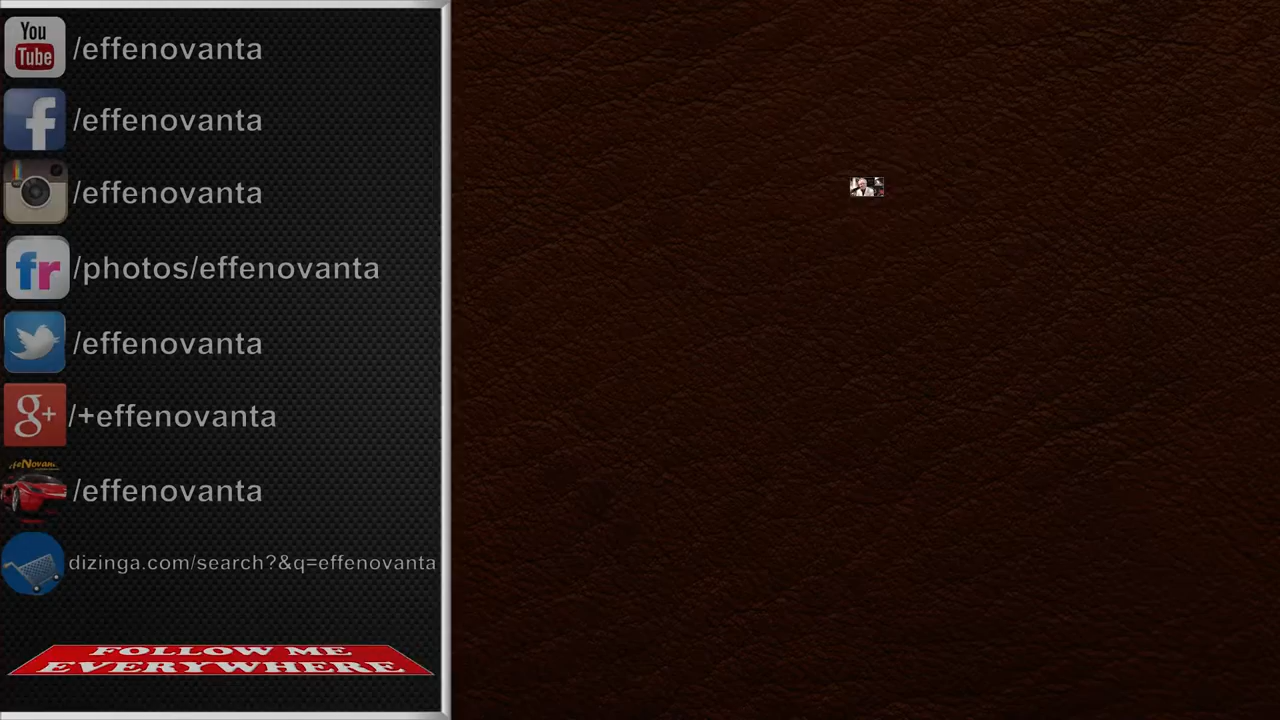 You
Tube
/effenovanta
f
/effenovanta
/effenovanta
fr
/photos/effenovanta
/effenovanta
g+
/+effenovanta
/effenovanta
dizinga.com/search?&q=effenovanta
FOLLOW ME
EVERYWHERE